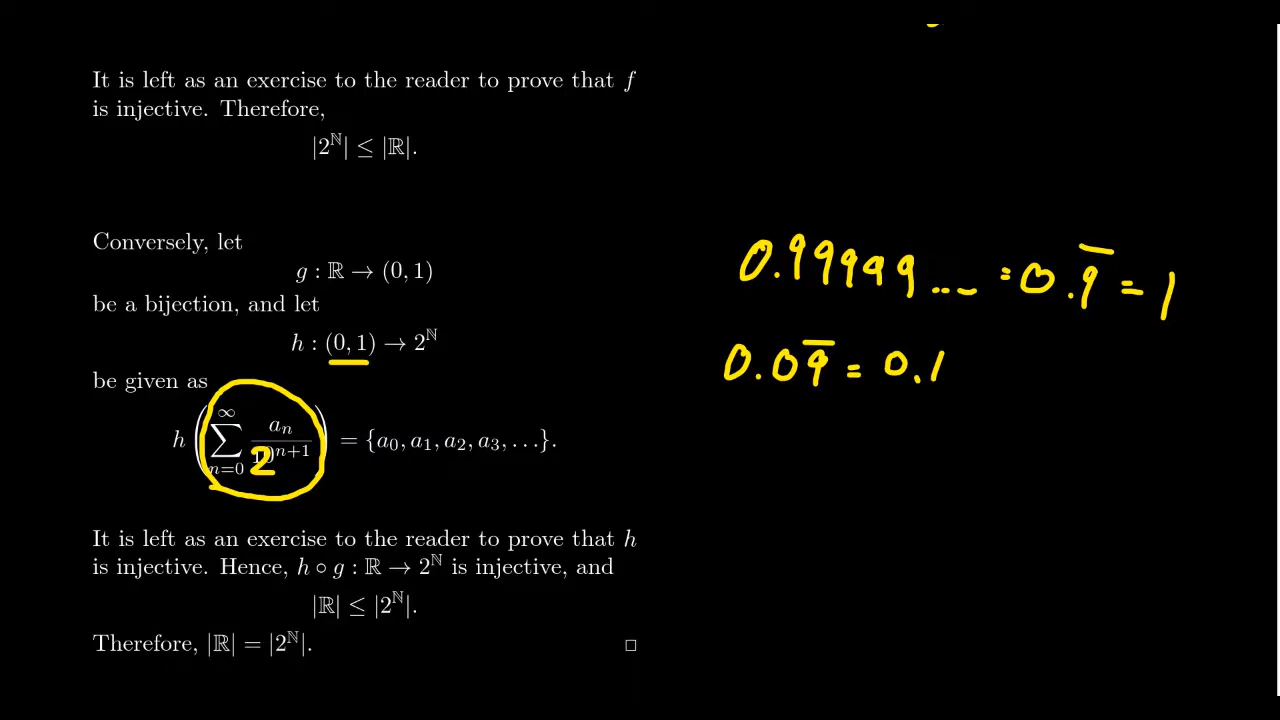 It is left as an exercise to the reader to prove that f
is injective. Therefore,
|2^ℕ| ≤ |ℝ|.
Conversely, let
g : ℝ → (0, 1)
be a bijection, and let
h : (0, 1) → 2^ℕ
be given as
h(∑_{n=0}^{∞} a_n / 2^{n+1}) = {a_0, a_1, a_2, a_3, . . .}.
It is left as an exercise to the reader to prove that h
is injective. Hence, h ∘ g : ℝ → 2^ℕ is injective, and
|ℝ| ≤ |2^ℕ|.
Therefore, |ℝ| = |2^ℕ|. □
0.99999... = 0.9̅ = 1
0.09̅ = 0.1